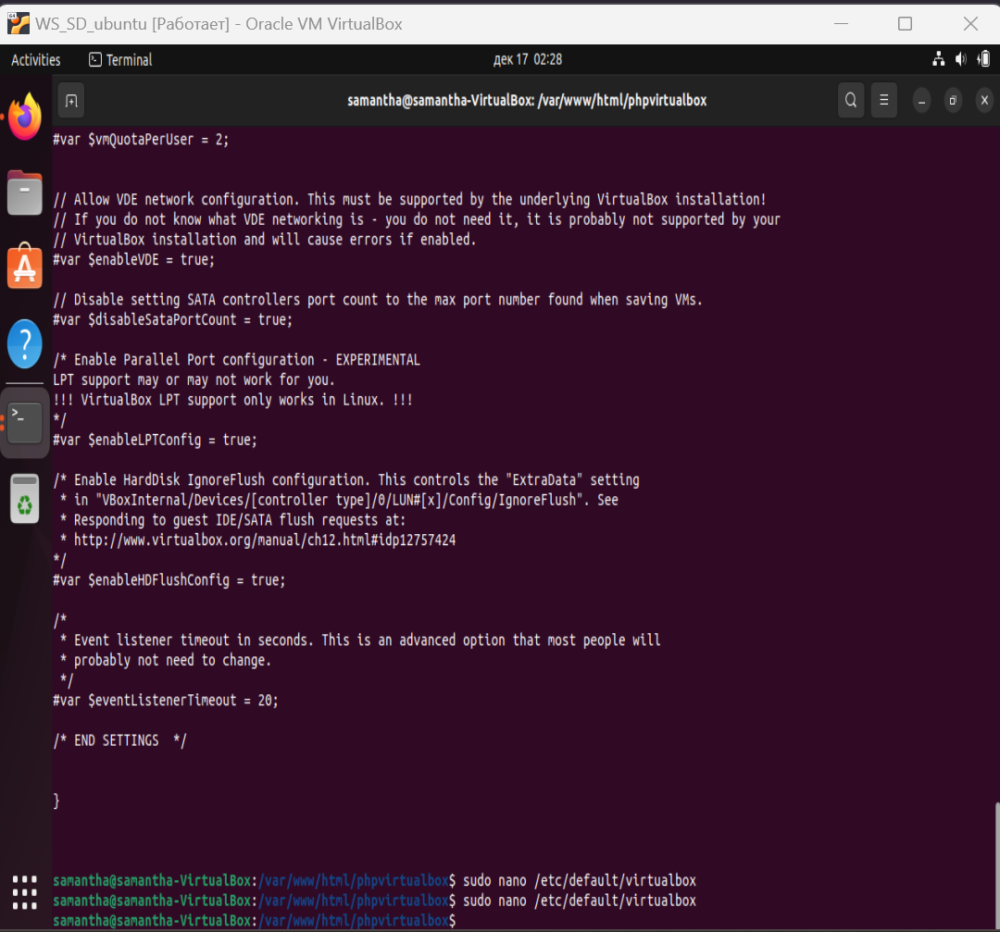 WS_SD_ubuntu [Работает] - Oracle VM VirtualBox
Activities Terminal дек 17 02:28
samantha@samantha-VirtualBox: /var/www/html/phpvirtualbox
#var $vmQuotaPerUser = 2;
// Allow VDE network configuration. This must be supported by the underlying VirtualBox installation!
// If you do not know what VDE networking is - you do not need it, it is probably not supported by your
// VirtualBox installation and will cause errors if enabled.
#var $enableVDE = true;
// Disable setting SATA controllers port count to the max port number found when saving VMs.
#var $disableSataPortCount = true;
/* Enable Parallel Port configuration - EXPERIMENTAL
LPT support may or may not work for you.
!!! VirtualBox LPT support only works in Linux. !!!
*/
#var $enableLPTConfig = true;
/* Enable HardDisk IgnoreFlush configuration. This controls the "ExtraData" setting
* in "VBoxInternal/Devices/[controller type]/0/LUN#[x]/Config/IgnoreFlush". See
* Responding to guest IDE/SATA flush requests at:
* http://www.virtualbox.org/manual/ch12.html#idp12757424
*/
#var $enableHDFlushConfig = true;
/*
* Event listener timeout in seconds. This is an advanced option that most people will
* probably not need to change.
*/
#var $eventListenerTimeout = 20;
/* END SETTINGS  */
}
samantha@samantha-VirtualBox:/var/www/html/phpvirtualbox$ sudo nano /etc/default/virtualbox
samantha@samantha-VirtualBox:/var/www/html/phpvirtualbox$ sudo nano /etc/default/virtualbox
samantha@samantha-VirtualBox:/var/www/html/phpvirtualbox$